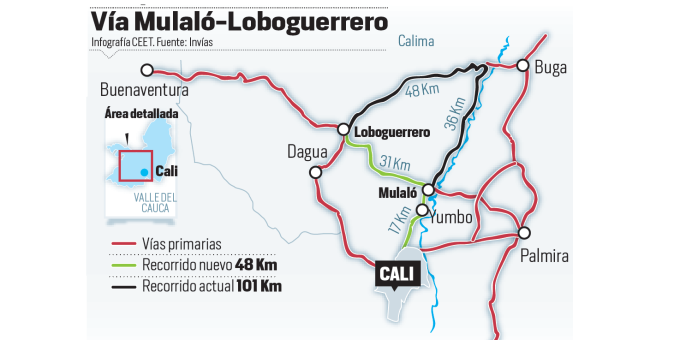 Vía Mulaló-Loboguerrero
Infografía CEET. Fuente: Invías
Calima
Buga
Buenaventura
48 Km
36 Km
Área detallada
Loboguerrero
Dagua
31 Km
Cali
Mulaló
VALLE DEL
CAUCA
17 Km
Yumbo
Vías primarias
Palmira
Recorrido nuevo 48 Km
CALI
Recorrido actual 101 Km